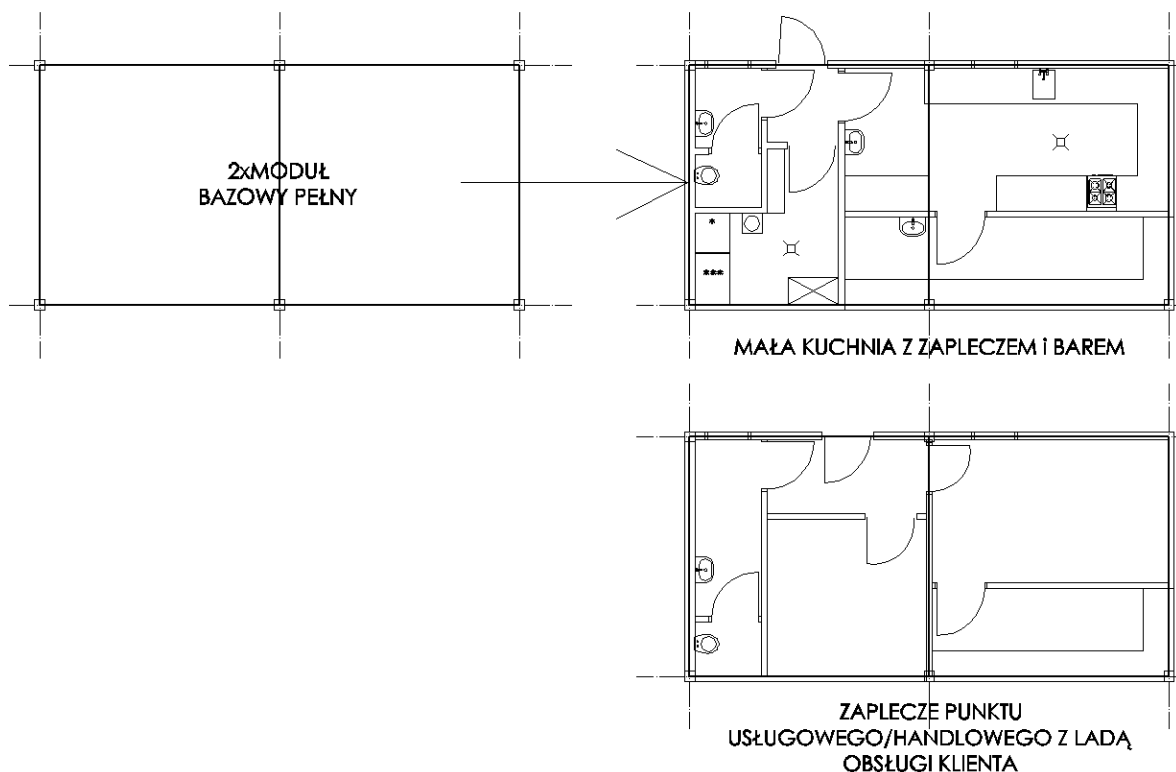 2xMODUŁ
BAZOWY PEŁNY
MAŁA KUCHNIA Z ZAPLECZEM i BAREM
ZAPLECZE PUNKTU
USŁUGOWEGO/HANDLOWEGO Z LADĄ
OBSŁUGI KLIENTA